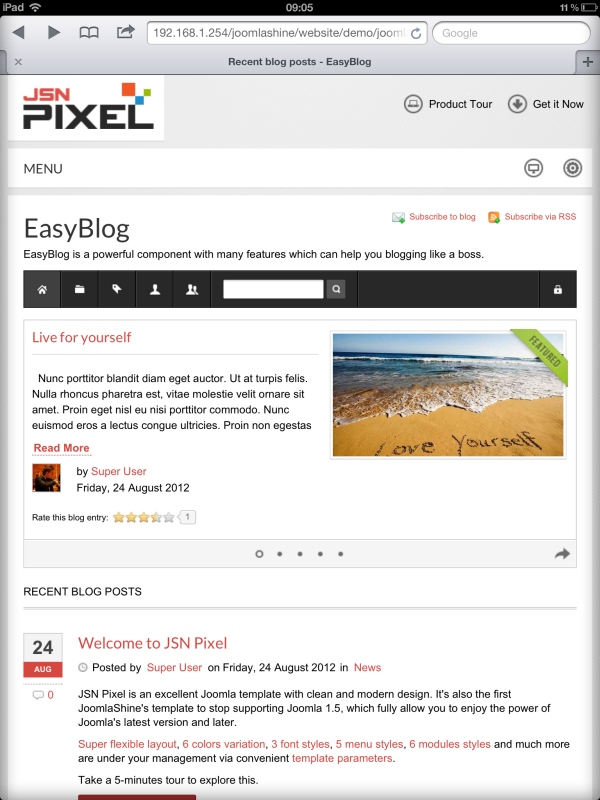 iPad 09:05 11 %
192.168.1.254/joomlashine/website/demo/jooml Google
Recent blog posts - EasyBlog
JSN
PIXEL
Product Tour Get it Now
MENU
Subscribe to blog Subscribe via RSS
EasyBlog
EasyBlog is a powerful component with many features which can help you blogging like a boss.
Live for yourself
FEATURED
Nunc porttitor blandit diam eget auctor. Ut at turpis felis.
Nulla rhoncus pharetra est, vitae molestie velit ornare sit
amet. Proin eget nisl eu nisi porttitor commodo. Nunc
euismod eros a lectus congue ultricies. Proin non egestas
Love Yourself
Read More
by Super User
Friday, 24 August 2012
Rate this blog entry: 1
RECENT BLOG POSTS
24
AUG
0
Welcome to JSN Pixel
Posted by Super User on Friday, 24 August 2012 in News
JSN Pixel is an excellent Joomla template with clean and modern design. It's also the first
JoomlaShine's template to stop supporting Joomla 1.5, which fully allow you to enjoy the power of
Joomla's latest version and later.
Super flexible layout, 6 colors variation, 3 font styles, 5 menu styles, 6 modules styles and much more
are under your management via convenient template parameters.
Take a 5-minutes tour to explore this.